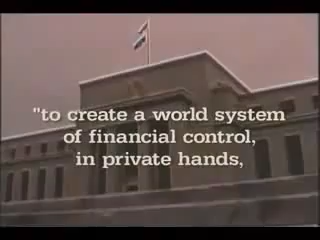 "to create a world system
of financial control,
in private hands,